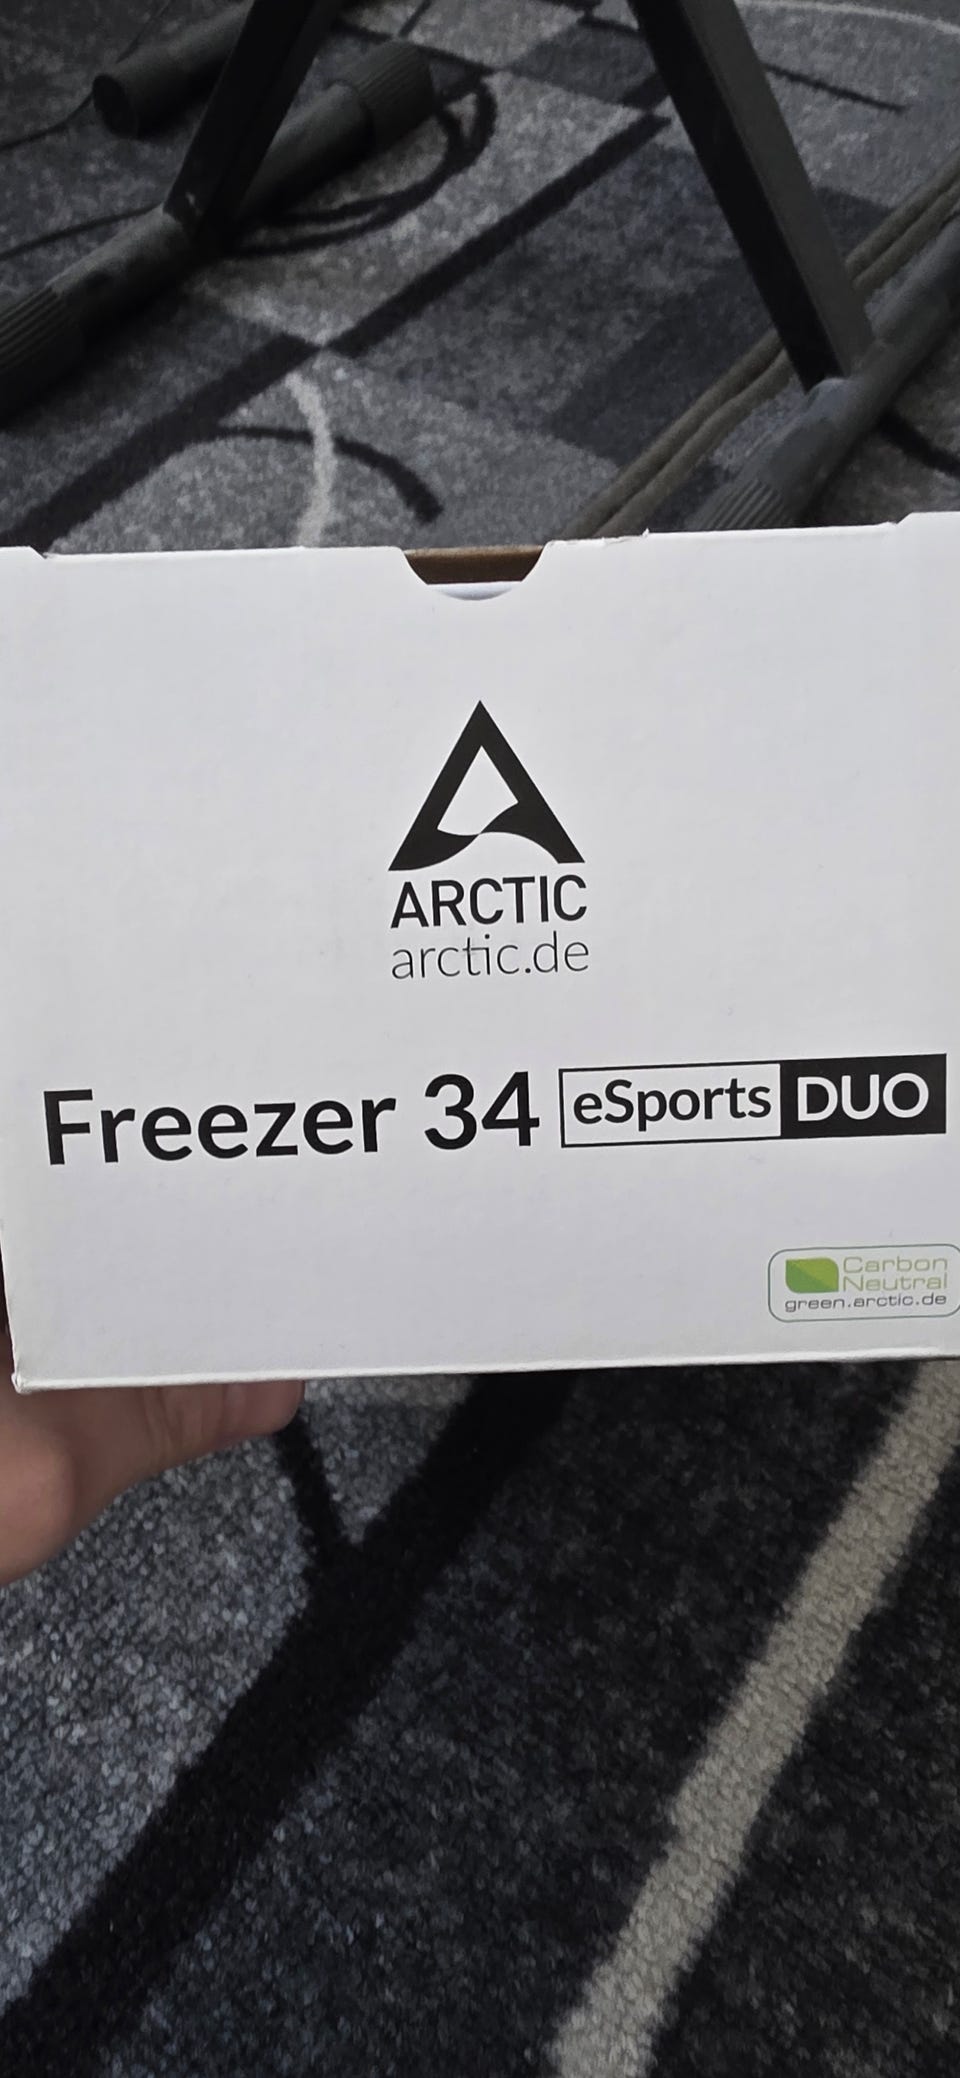 ARCTIC
arctic.de
Freezer 34 eSports DUO
Carbon
Neutral
green.arctic.de